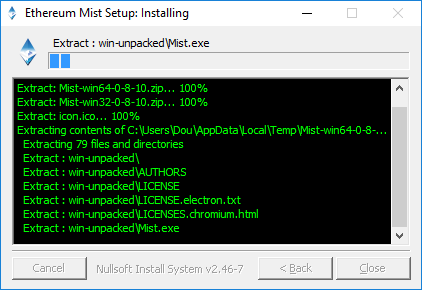 Ethereum Mist Setup: Installing
Extract : win-unpacked\Mist.exe
Extract: Mist-win64-0-8-10.zip... 100%
Extract: Mist-win32-0-8-10.zip... 100%
Extract: icon.ico... 100%
Extracting contents of C:\Users\Dou\AppData\Local\Temp\Mist-win64-0-8-...
Extracting 79 files and directories
Extract : win-unpacked\
Extract : win-unpacked\AUTHORS
Extract : win-unpacked\LICENSE
Extract : win-unpacked\LICENSE.electron.txt
Extract : win-unpacked\LICENSES.chromium.html
Extract : win-unpacked\Mist.exe
Cancel Nullsoft Install System v2.46-7 < Back Close